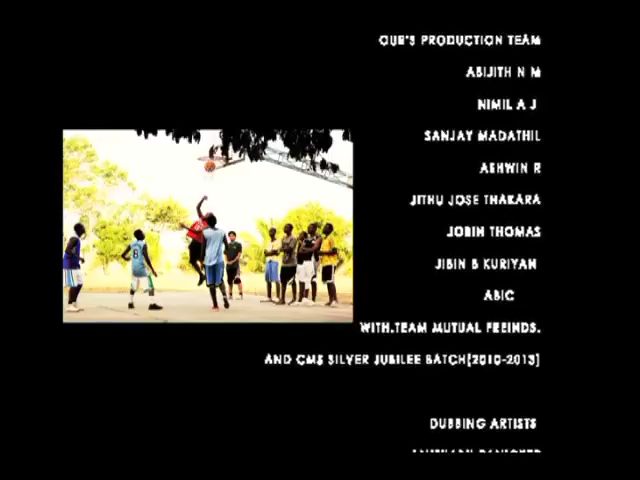 OUR'S PRODUCTION TEAM
ABIJITH N M
NIMIL A J
SANJAY MADATHIL
ASHWIN R
JITHU JOSE THAKARA
JOBIN THOMAS
JIBIN B KURIYAN
ABIC
WITH.TEAM MUTUAL FREINDS.
AND CMS SILVER JUBILEE BATCH[2010-2013]
DUBBING ARTISTS